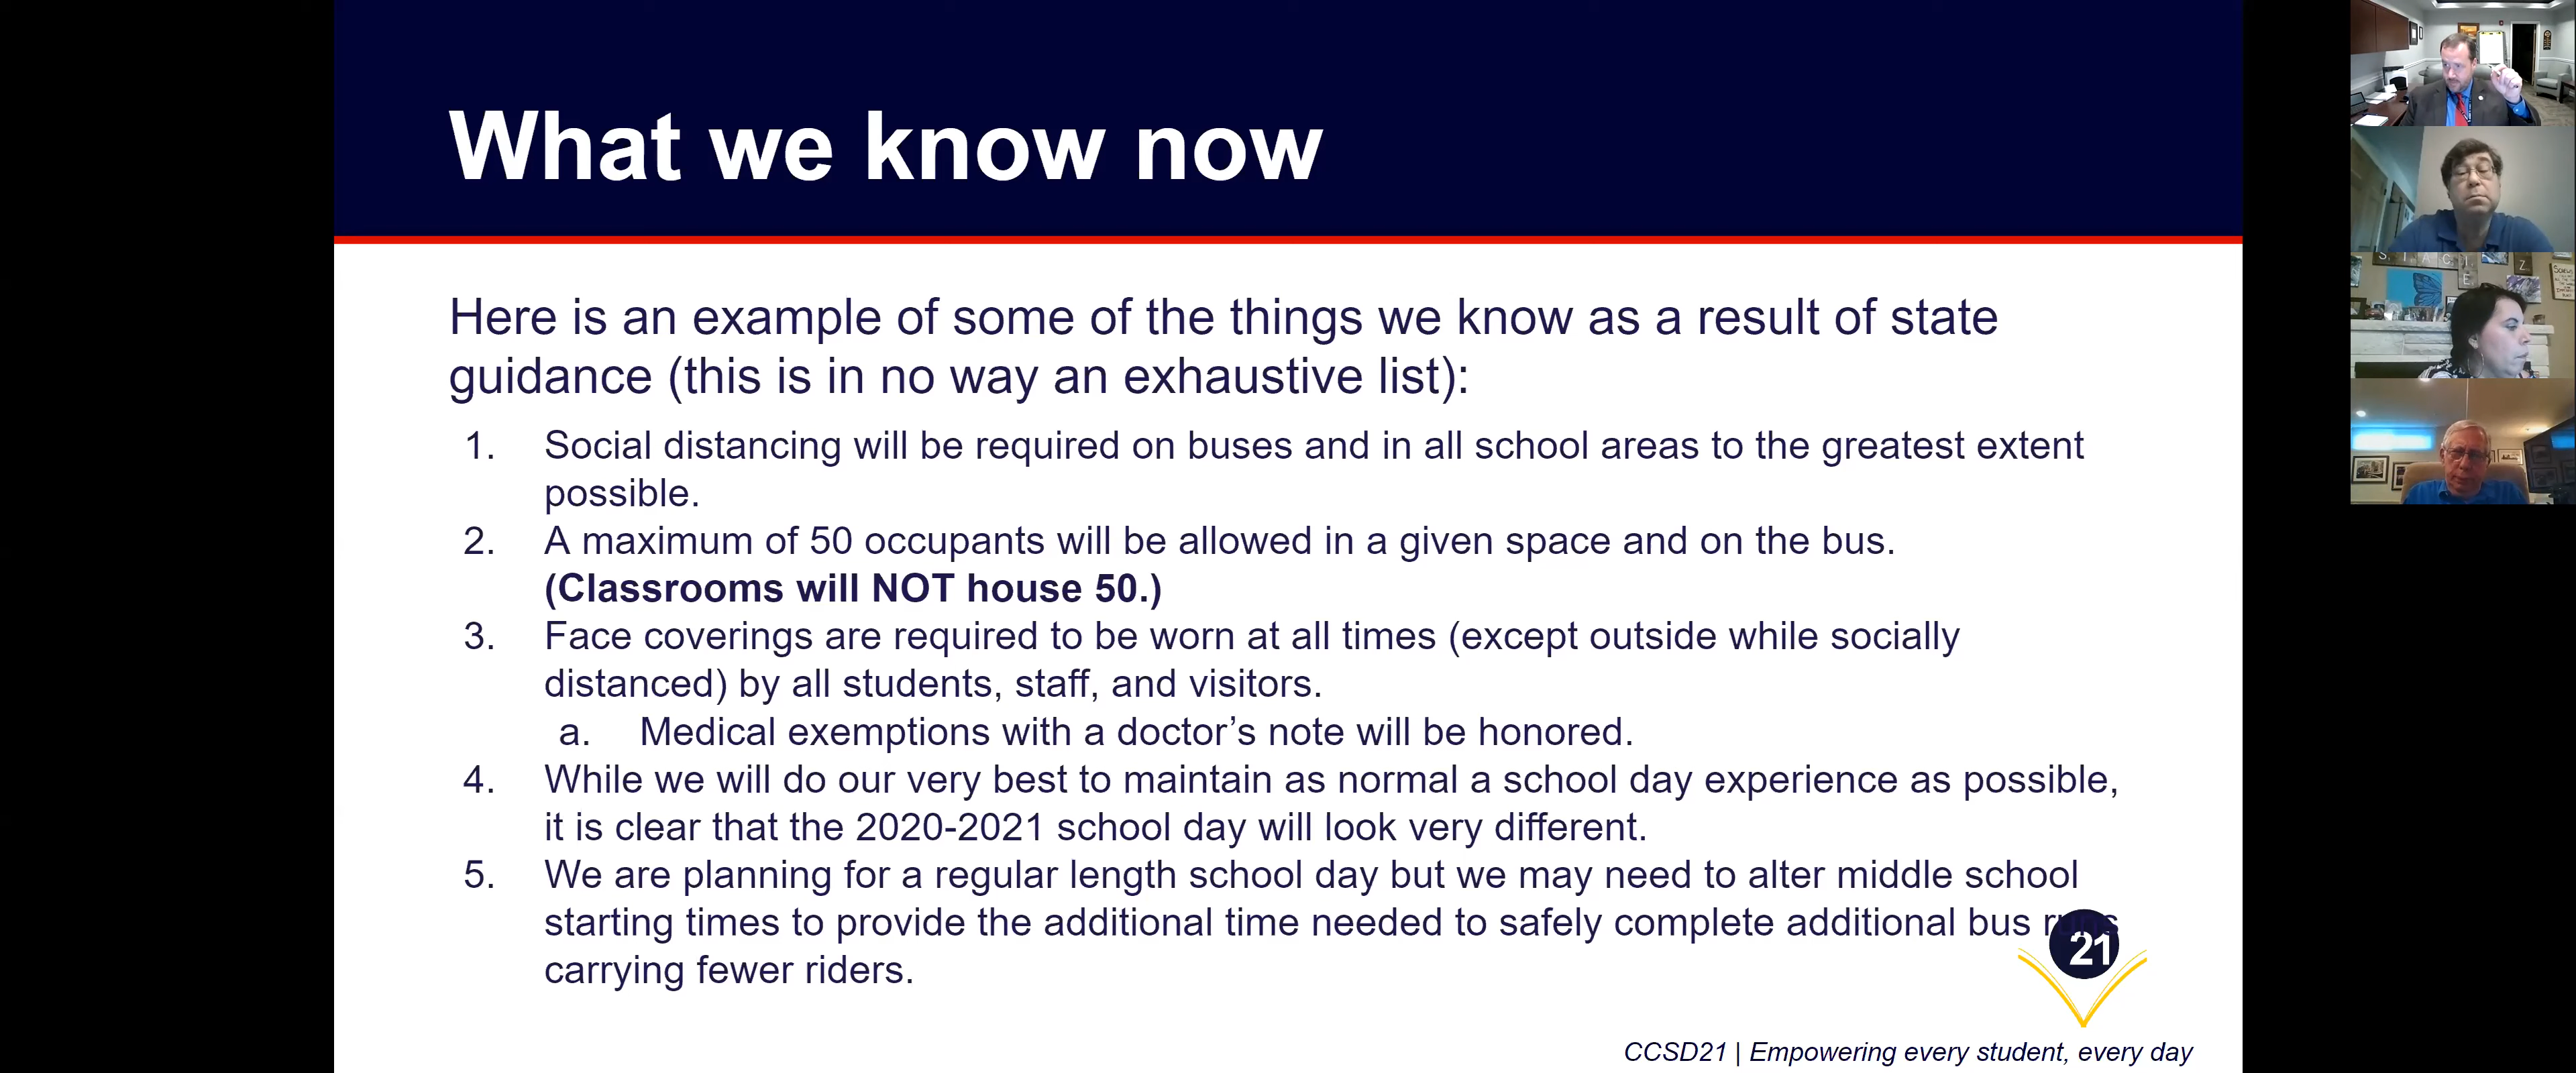 What we know now
Here is an example of some of the things we know as a result of state
guidance (this is in no way an exhaustive list):
1. Social distancing will be required on buses and in all school areas to the greatest extent
possible.
2. A maximum of 50 occupants will be allowed in a given space and on the bus.
(Classrooms will NOT house 50.)
3. Face coverings are required to be worn at all times (except outside while socially
distanced) by all students, staff, and visitors.
a. Medical exemptions with a doctor’s note will be honored.
4. While we will do our very best to maintain as normal a school day experience as possible,
it is clear that the 2020-2021 school day will look very different.
5. We are planning for a regular length school day but we may need to alter middle school
starting times to provide the additional time needed to safely complete additional bus runs
carrying fewer riders.
21
CCSD21 | Empowering every student, every day